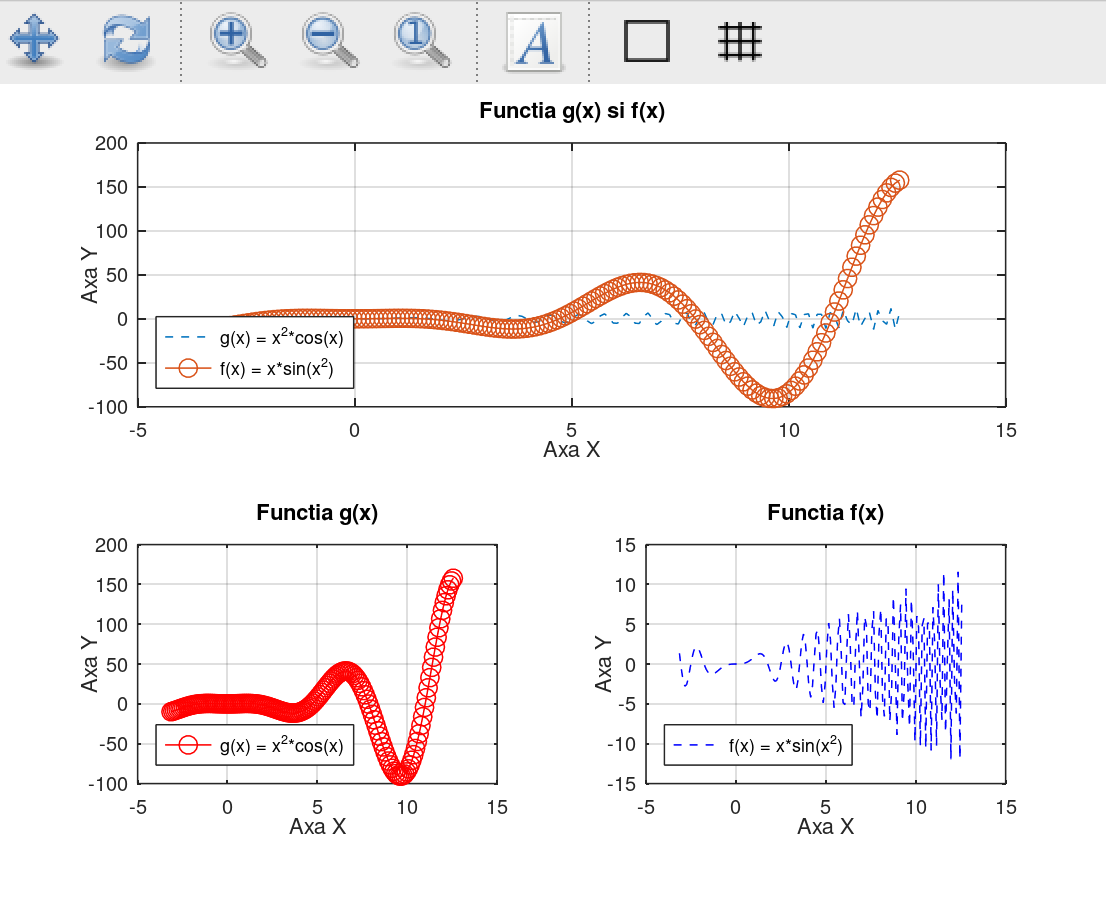 1
A
Functia g(x) si f(x)
200
150
100
50
0
-50
-100
Axa Y
g(x) = x²*cos(x)
f(x) = x*sin(x²)
-5 0 5 10 15
Axa X
Functia g(x)
200
150
100
50
0
-50
-100
Axa Y
g(x) = x²*cos(x)
-5 0 5 10 15
Axa X
Functia f(x)
15
10
5
0
-5
-10
-15
Axa Y
f(x) = x*sin(x²)
-5 0 5 10 15
Axa X